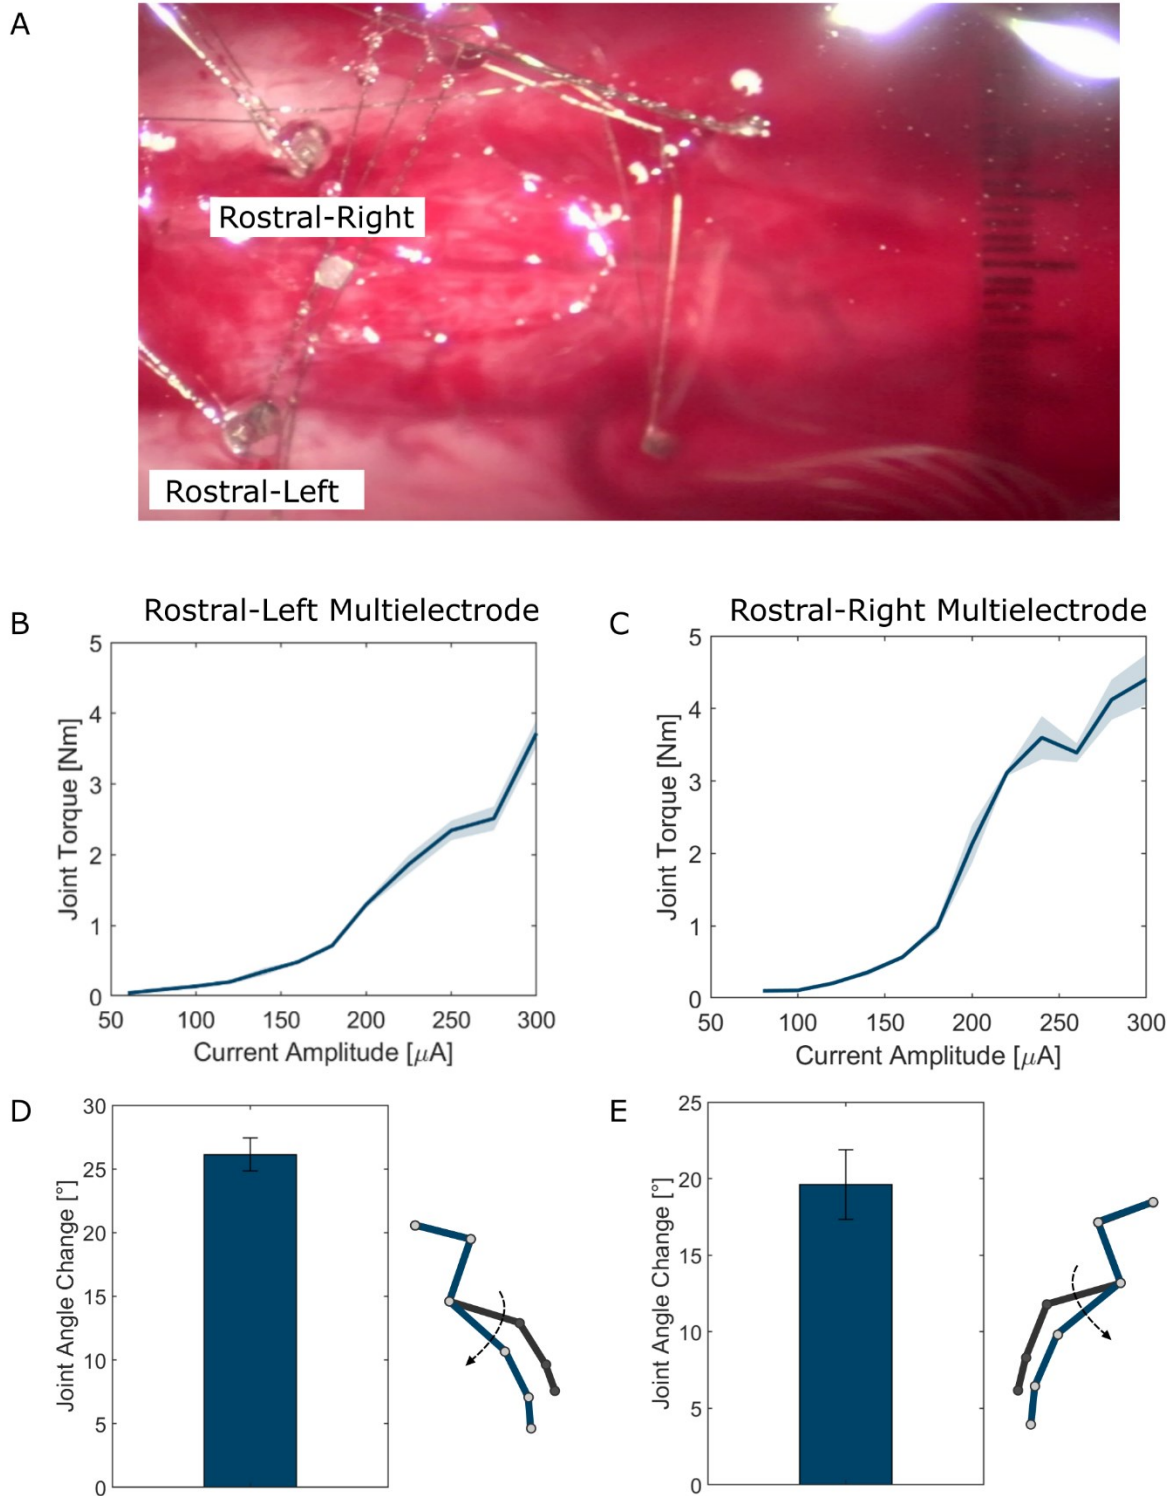 A
Rostral-Right
Rostral-Left
B
Rostral-Left Multielectrode
Joint Torque [Nm]
5
4
3
2
1
0
50 100 150 200 250 300
Current Amplitude [μA]
C
Rostral-Right Multielectrode
Joint Torque [Nm]
5
4
3
2
1
0
50 100 150 200 250 300
Current Amplitude [μA]
D
Joint Angle Change [°]
30
25
20
15
10
5
0
E
Joint Angle Change [°]
25
20
15
10
5
0